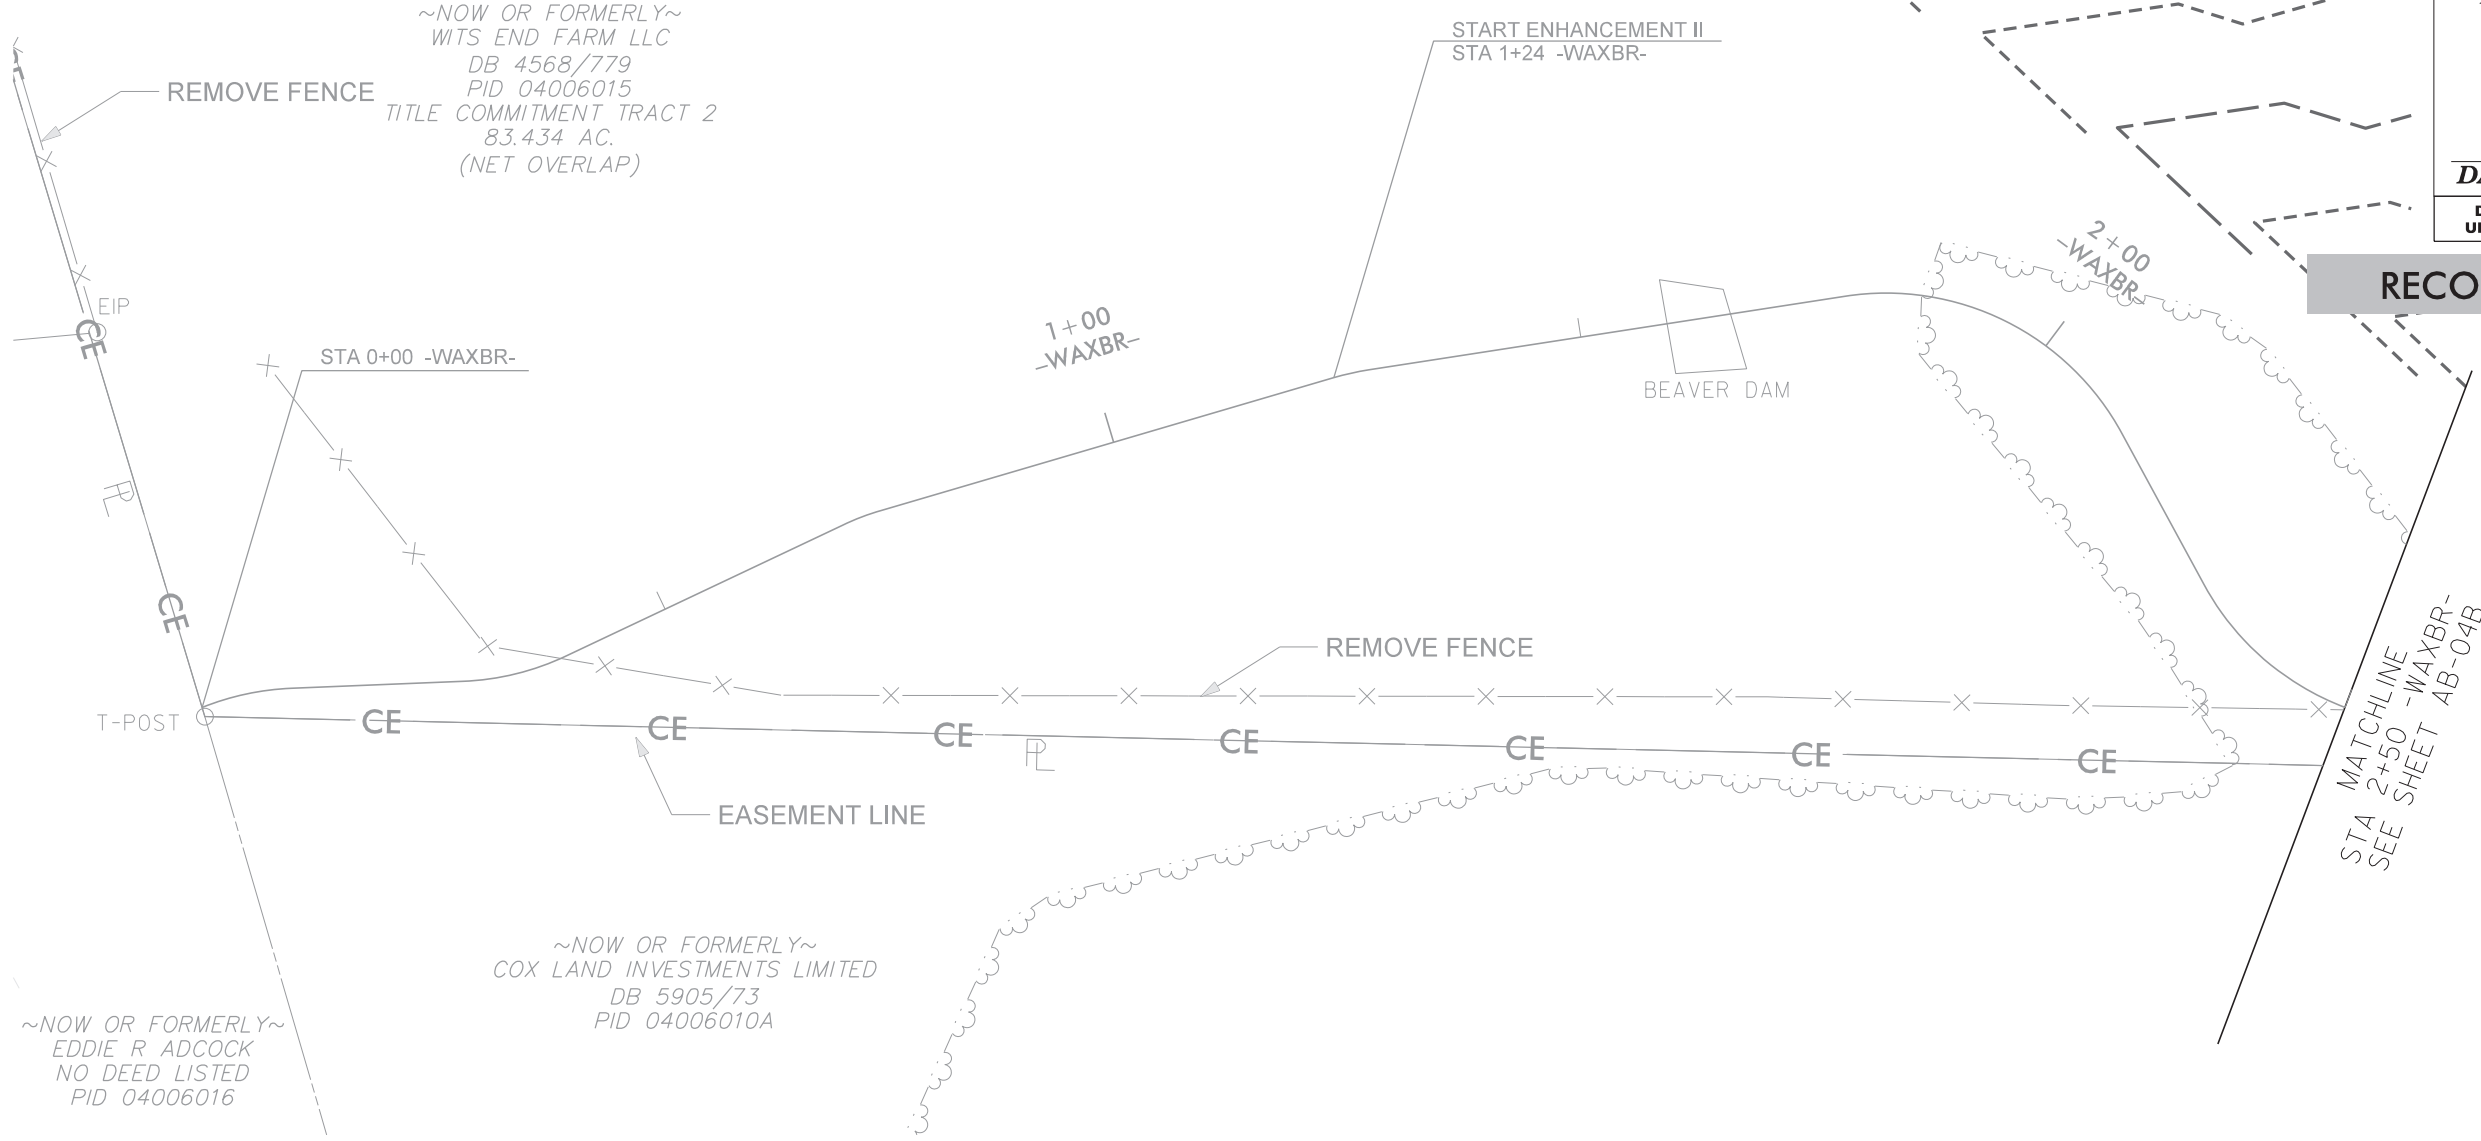 ~NOW OR FORMERLY~
WITS END FARM LLC
DB 4568/779
PID 04006015
TITLE COMMITMENT TRACT 2
83.434 AC.
(NET OVERLAP)
REMOVE FENCE
START ENHANCEMENT II
STA 1+24 -WAXBR-
EIP
STA 0+00 -WAXBR-
1+00
-WAXBR-
BEAVER DAM
2+00
-WAXBR-
RECO
PL
CE
CE
T-POST
CE
CE
CE
CE
CE
CE
CE
PL
REMOVE FENCE
EASEMENT LINE
MATCHLINE
STA 2+50 -WAXBR-
SEE SHEET AB-04B
~NOW OR FORMERLY~
COX LAND INVESTMENTS LIMITED
DB 5905/73
PID 04006010A
~NOW OR FORMERLY~
EDDIE R ADCOCK
NO DEED LISTED
PID 04006016